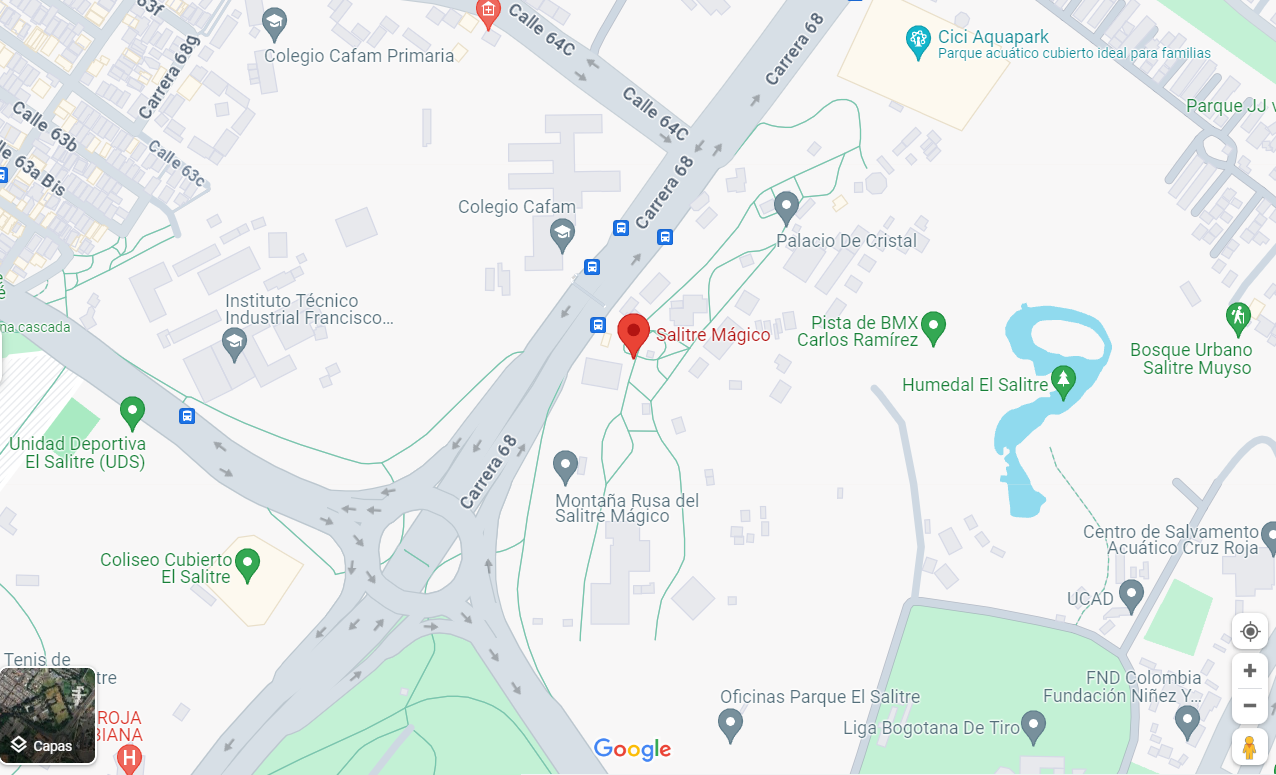 63f
Calle 64C
Carrera 68
Cici Aquapark
Parque acuático cubierto ideal para familias
Colegio Cafam Primaria
Carrera 68g
Calle 64C
Parque JJ
Calle 63b
Calle 63c
63a Bis
Carrera 68
Colegio Cafam
Palacio De Cristal
Instituto Técnico
Industrial Francisco...
cascada
Salitre Mágico
Pista de BMX
Carlos Ramírez
Bosque Urbano
Salitre Muyso
Humedal El Salitre
Unidad Deportiva
El Salitre (UDS)
Carrera 68
Montaña Rusa del
Salitre Mágico
Centro de Salvamento
Acuático Cruz Roja
Coliseo Cubierto
El Salitre
UCAD
Tenis de
tre
FND Colombia
Fundación Niñez Y...
Oficinas Parque El Salitre
ROJA
BIANA
Liga Bogotana De Tiro
Capas
H
Google